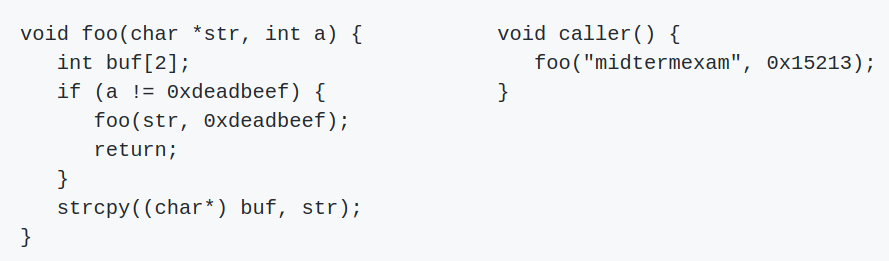 void foo(char *str, int a) {
   int buf[2];
   if (a != 0xdeadbeef) {
      foo(str, 0xdeadbeef);
      return;
   }
   strcpy((char*) buf, str);
}
void caller() {
   foo("midtermexam", 0x15213);
}